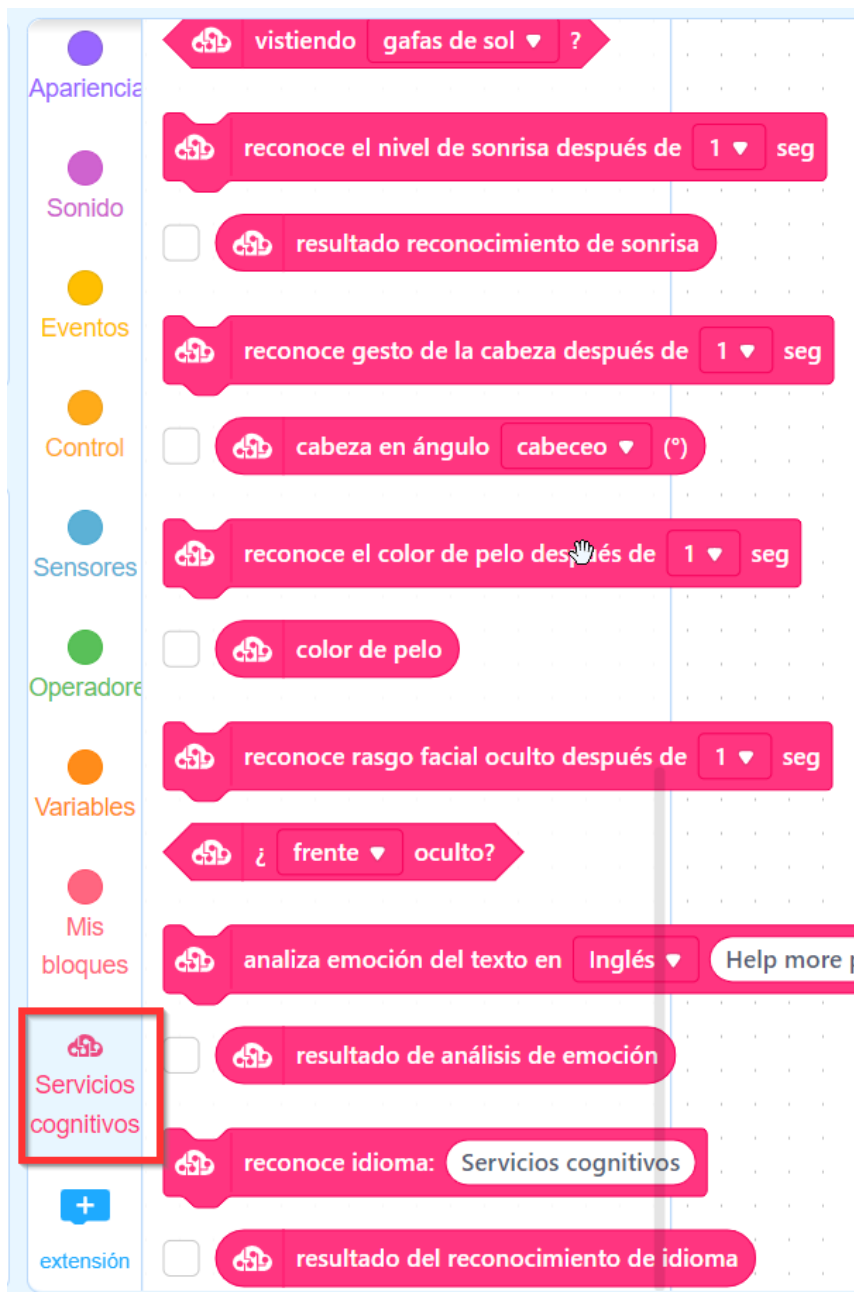 vistiendo gafas de sol ?
Apariencia
reconoce el nivel de sonrisa después de 1 seg
Sonido
resultado reconocimiento de sonrisa
Eventos
reconoce gesto de la cabeza después de 1 seg
Control
cabeza en ángulo cabeceo (°)
Sensores
reconoce el color de pelo después de 1 seg
color de pelo
Operadore
reconoce rasgo facial oculto después de 1 seg
Variables
¿ frente oculto?
Mis
bloques
analiza emoción del texto en Inglés Help more p
resultado de análisis de emoción
Servicios
cognitivos
reconoce idioma: Servicios cognitivos
extensión
resultado del reconocimiento de idioma